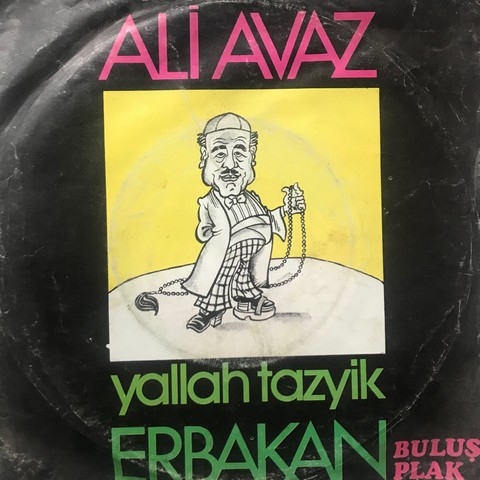 ALİ AVAZ
yallah tazyik
ERBAKAN
BULUŞ
PLAK